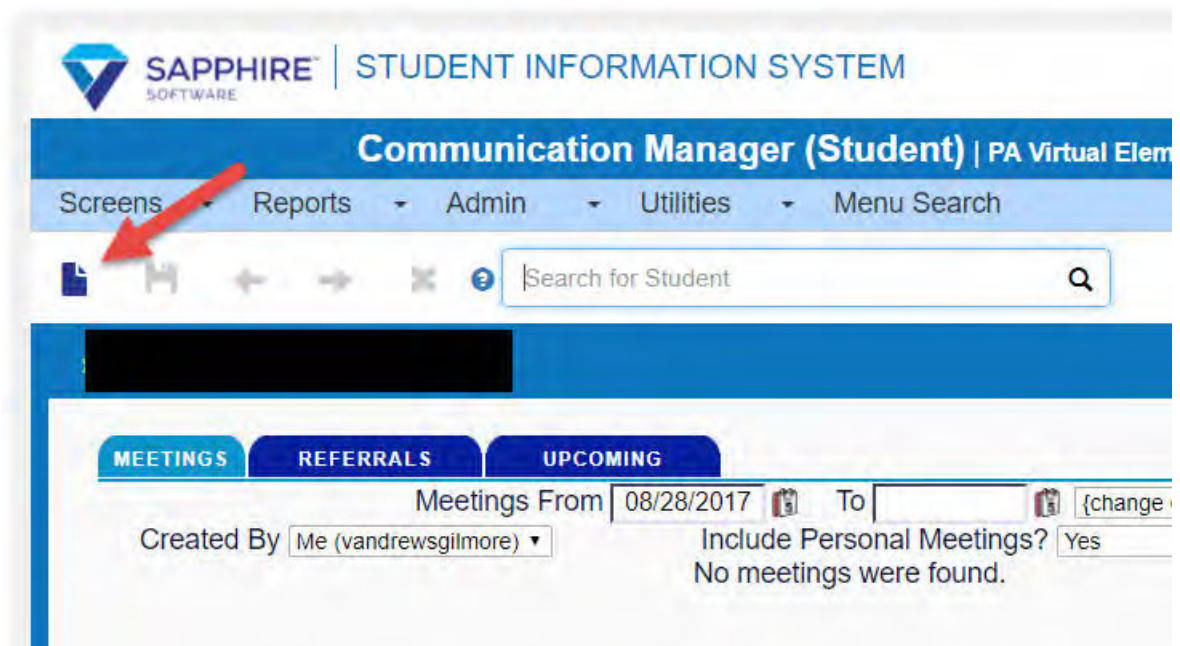 SAPPHIRE™ | STUDENT INFORMATION SYSTEM
SOFTWARE
Communication Manager (Student) | PA Virtual Elem
Screens Reports Admin Utilities Menu Search
Search for Student
MEETINGS REFERRALS UPCOMING
Meetings From 08/28/2017 To {change
Created By Me (vandrewsgilmore) Include Personal Meetings? Yes
No meetings were found.